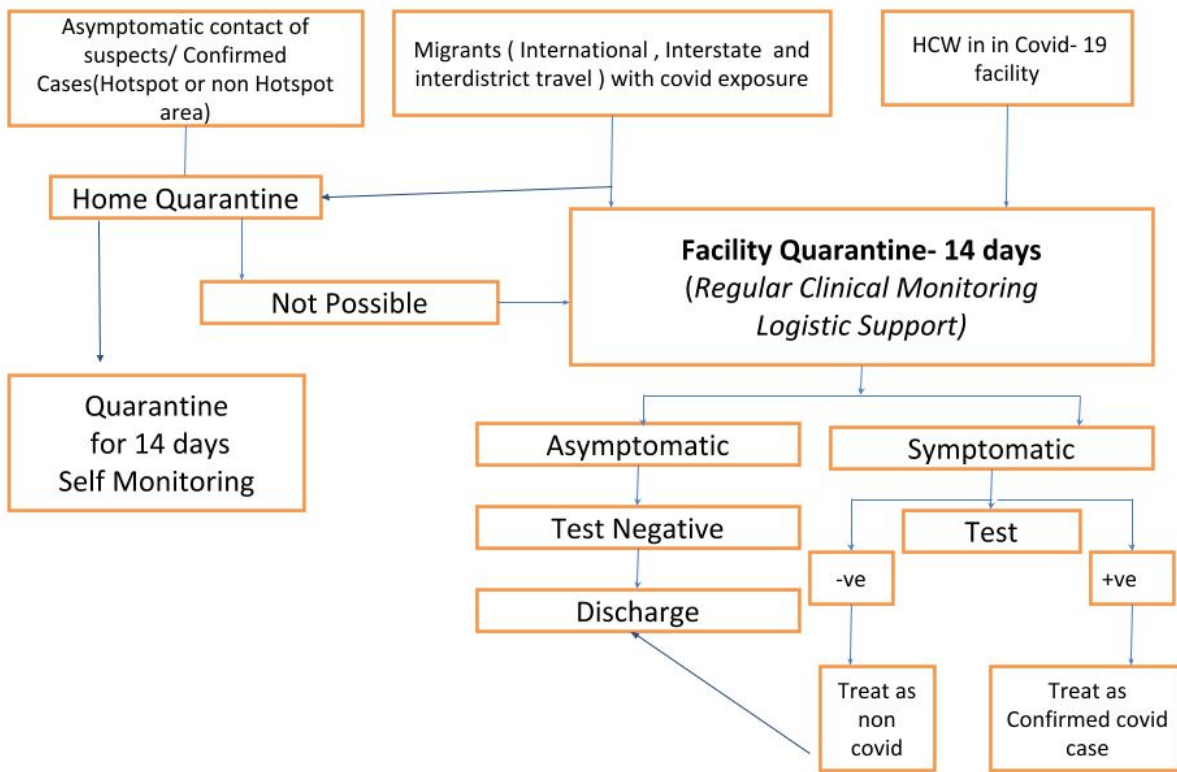 Asymptomatic contact of
suspects/ Confirmed
Cases(Hotspot or non Hotspot
area)
Migrants ( International , Interstate and
interdistrict travel ) with covid exposure
HCW in in Covid- 19
facility
Home Quarantine
Not Possible
Facility Quarantine- 14 days
(Regular Clinical Monitoring
Logistic Support)
Quarantine
for 14 days
Self Monitoring
Asymptomatic
Symptomatic
Test Negative
Test
Discharge
-ve
+ve
Treat as
non
covid
Treat as
Confirmed covid
case